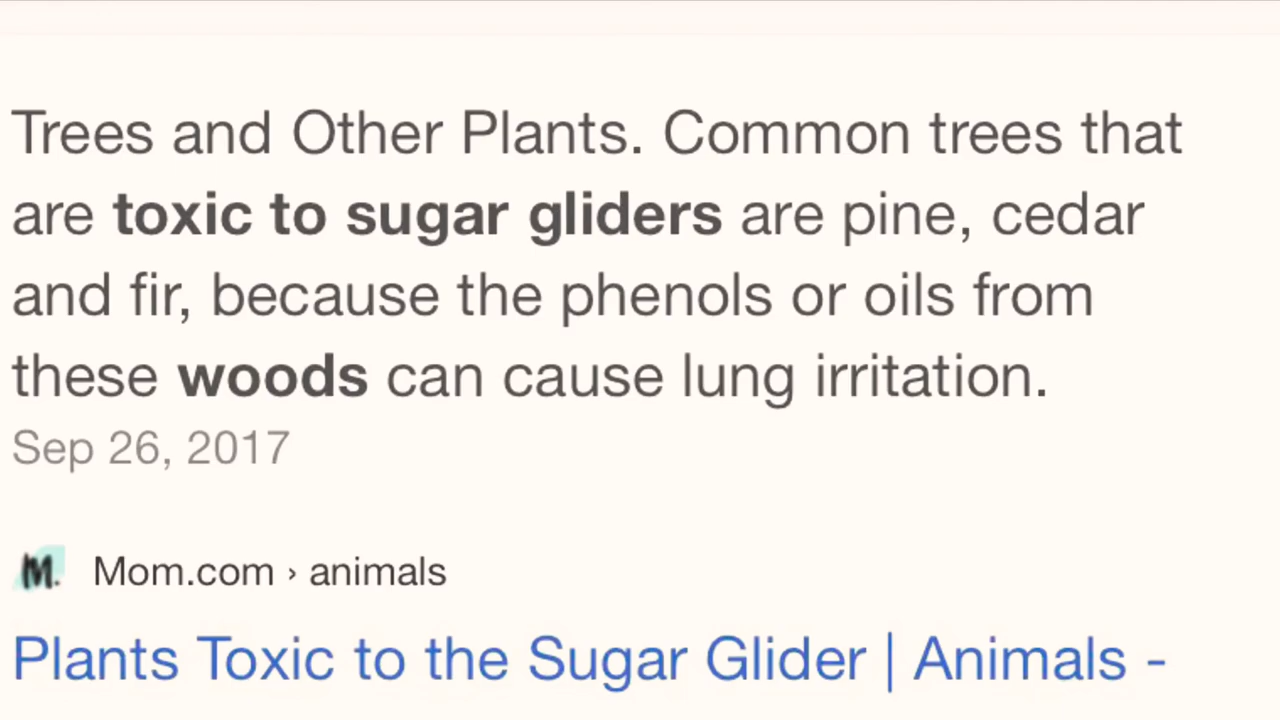 Trees and Other Plants. Common trees that
are toxic to sugar gliders are pine, cedar
and fir, because the phenols or oils from
these woods can cause lung irritation.
Sep 26, 2017
M.
Mom.com › animals
Plants Toxic to the Sugar Glider | Animals -